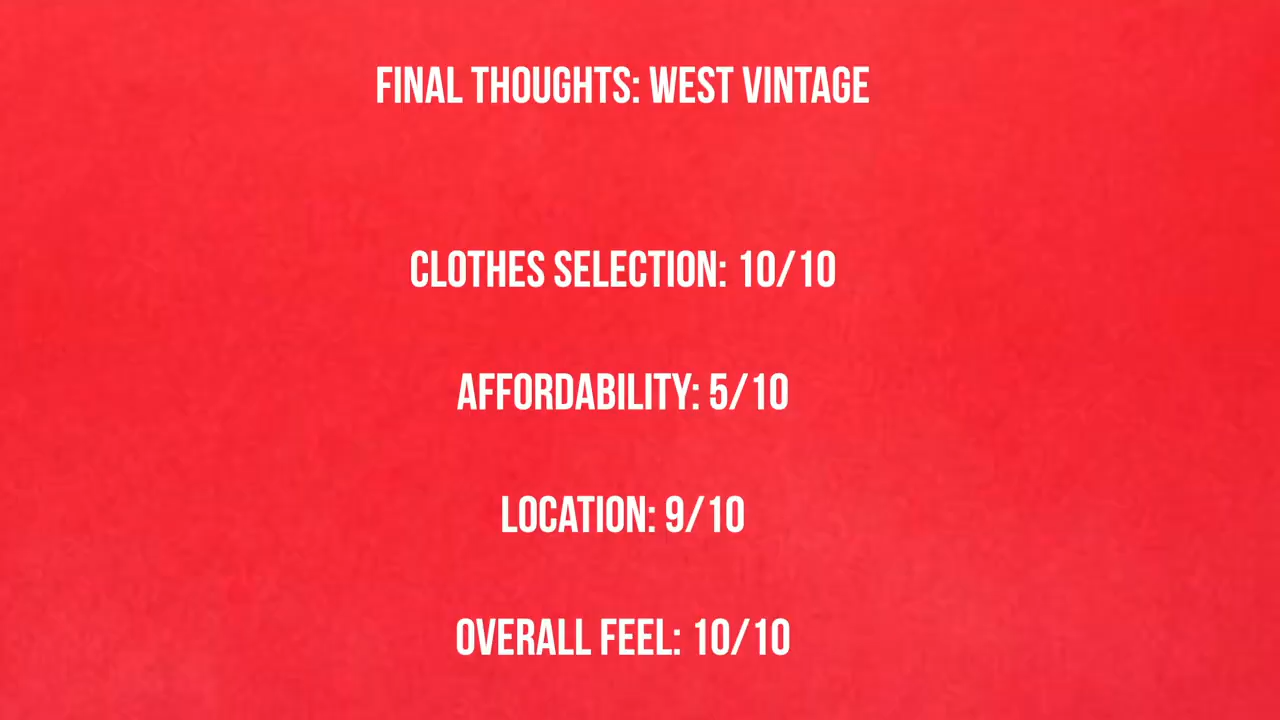 FINAL THOUGHTS: WEST VINTAGE
CLOTHES SELECTION: 10/10
AFFORDABILITY: 5/10
LOCATION: 9/10
OVERALL FEEL: 10/10